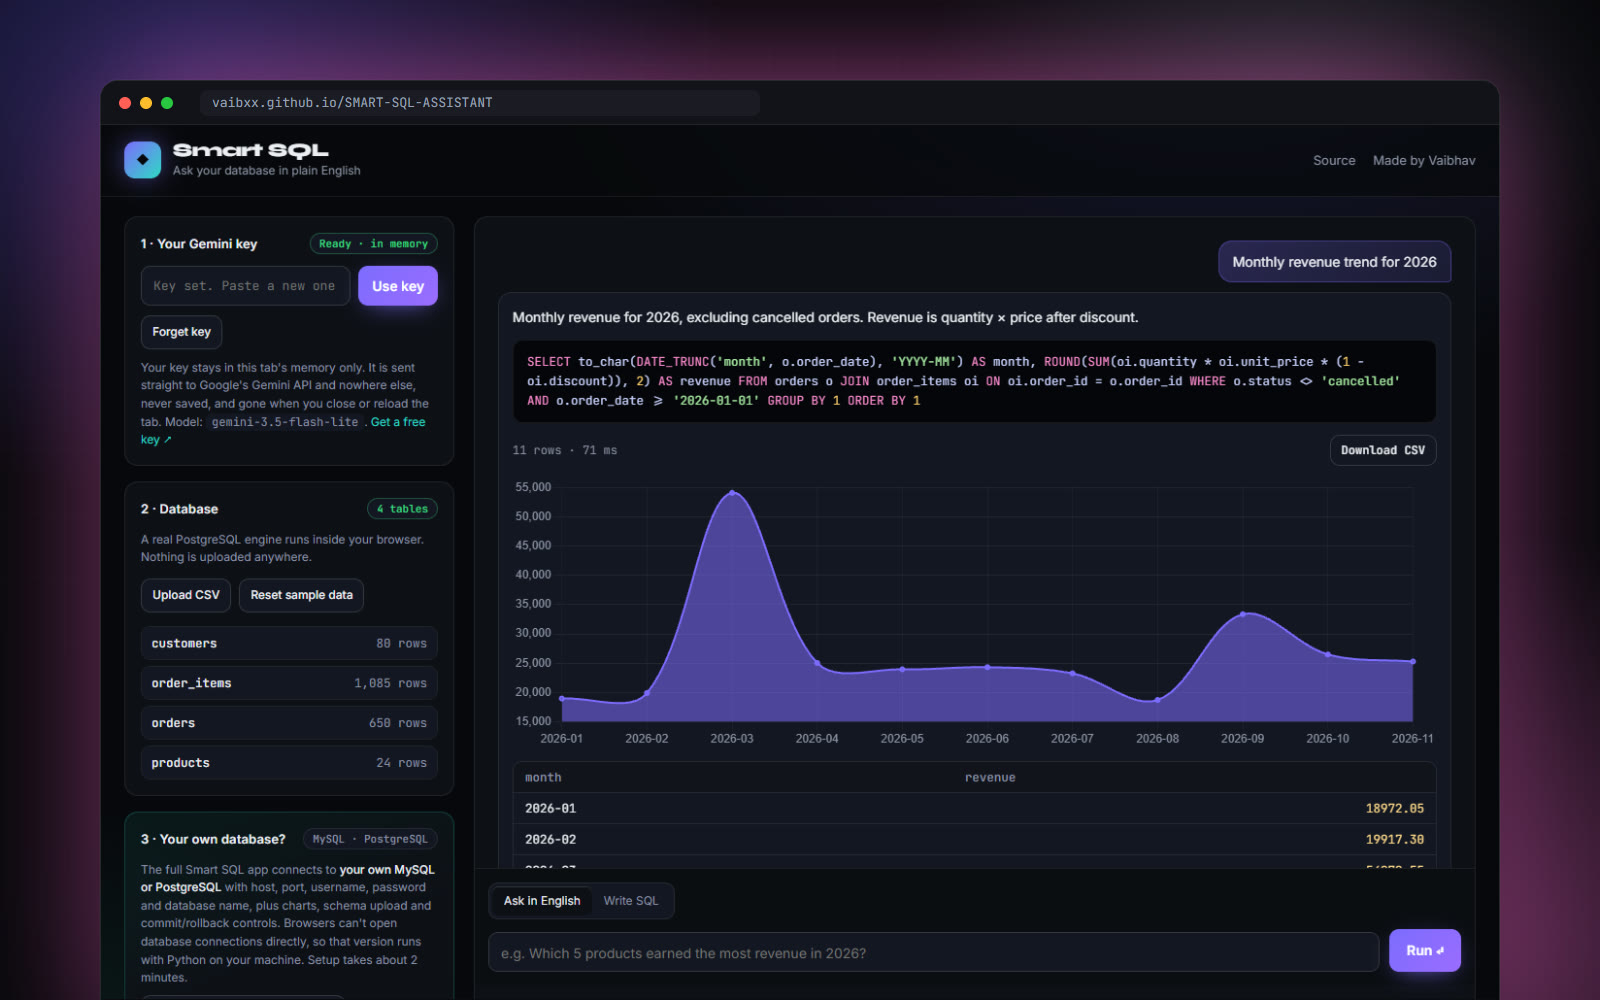 vaibxx.github.io/SMART-SQL-ASSISTANT
Smart SQL
Ask your database in plain English
Source
Made by Vaibhav
1 · Your Gemini key
Ready · in memory
Key set. Paste a new one
Use key
Forget key
Your key stays in this tab's memory only. It is sent
straight to Google's Gemini API and nowhere else,
never saved, and gone when you close or reload the
tab. Model: gemini-3.5-flash-lite . Get a free
key ↗
2 · Database
4 tables
A real PostgreSQL engine runs inside your browser.
Nothing is uploaded anywhere.
Upload CSV
Reset sample data
customers 80 rows
order_items 1,085 rows
orders 650 rows
products 24 rows
3 · Your own database?
MySQL · PostgreSQL
The full Smart SQL app connects to your own MySQL
or PostgreSQL with host, port, username, password
and database name, plus charts, schema upload and
commit/rollback controls. Browsers can't open
database connections directly, so that version runs
with Python on your machine. Setup takes about 2
minutes.
Monthly revenue trend for 2026
Monthly revenue for 2026, excluding cancelled orders. Revenue is quantity × price after discount.
SELECT to_char(DATE_TRUNC('month', o.order_date), 'YYYY-MM') AS month, ROUND(SUM(oi.quantity * oi.unit_price * (1 -
oi.discount)), 2) AS revenue FROM orders o JOIN order_items oi ON oi.order_id = o.order_id WHERE o.status <> 'cancelled'
AND o.order_date >= '2026-01-01' GROUP BY 1 ORDER BY 1
11 rows · 71 ms
Download CSV
55,000
50,000
45,000
40,000
35,000
30,000
25,000
20,000
15,000
2026-01 2026-02 2026-03 2026-04 2026-05 2026-06 2026-07 2026-08 2026-09 2026-10 2026-11
month revenue
2026-01 18972.05
2026-02 19917.30
Ask in English
Write SQL
e.g. Which 5 products earned the most revenue in 2026?
Run ↵